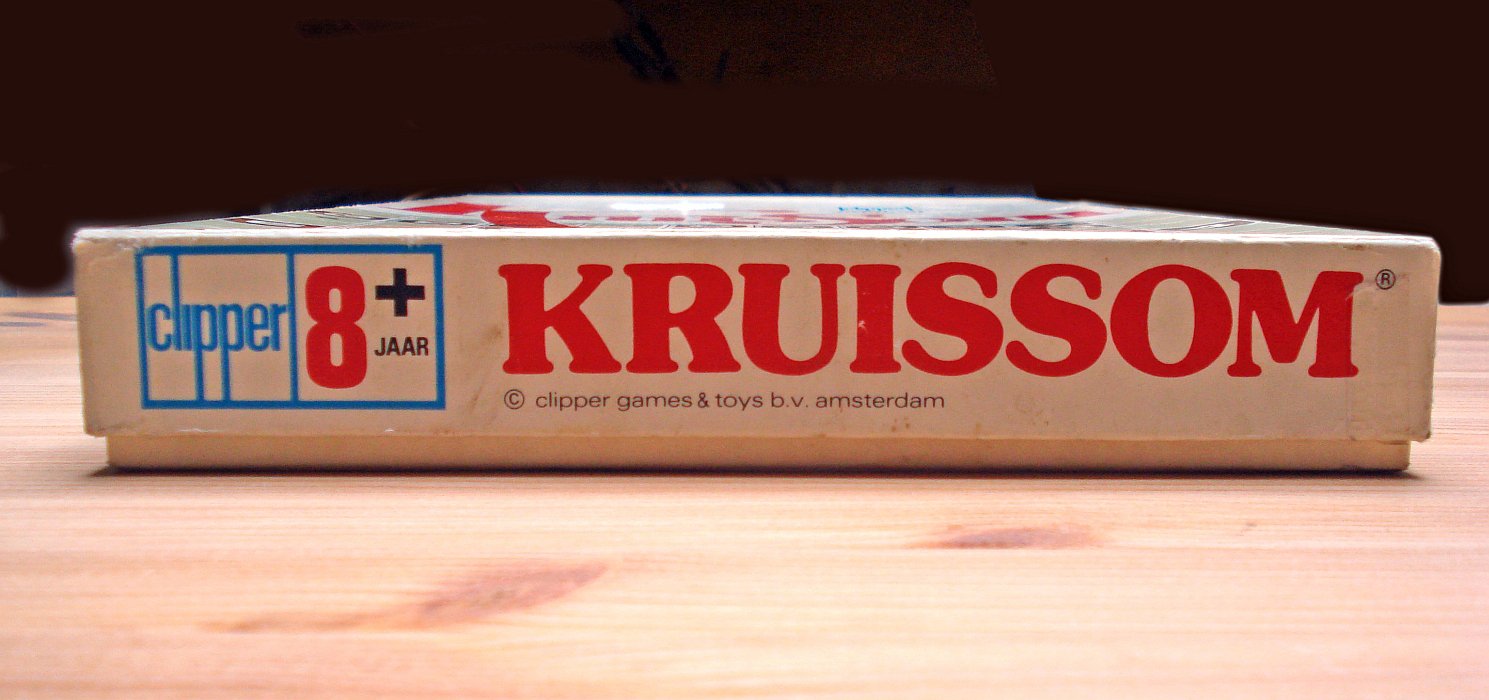 clipper
8+
JAAR
KRUISSOM®
© clipper games & toys b.v. amsterdam